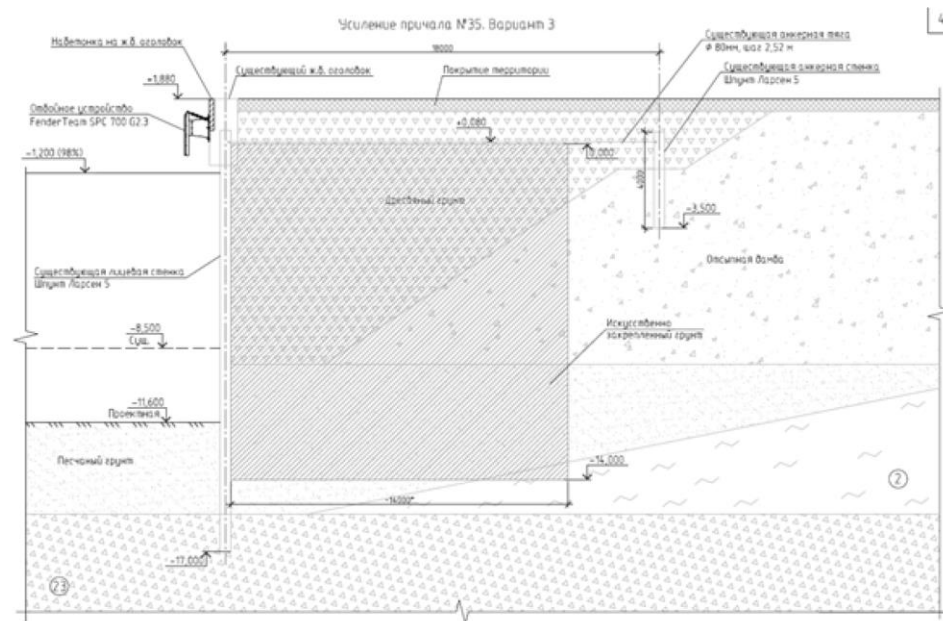 Усиление причала №35. Вариант 3
4
Надбетонка на ж.б. оголовок
18000
Существующая анкерная тяга
ϕ 80мм, шаг 2,52 м
Существующий ж.б. оголовок
Покрытие территории
Существующая анкерная стенка
Шпунт Ларсен 5
+1,880
Отбойное устройство
FenderTeam SPC 700 G2.3
+0,080
0,000
-1,200 (98%)
4000
Дресвяный грунт
-3,500
Существующая лицевая стенка
Шпунт Ларсен 5
Отсыпная дамба
-8,500
Сущ.
Искусственно
закрепленный грунт
-11,600
Проектная
Песчаный грунт
-14,000
2
~14000*
-17,000
23